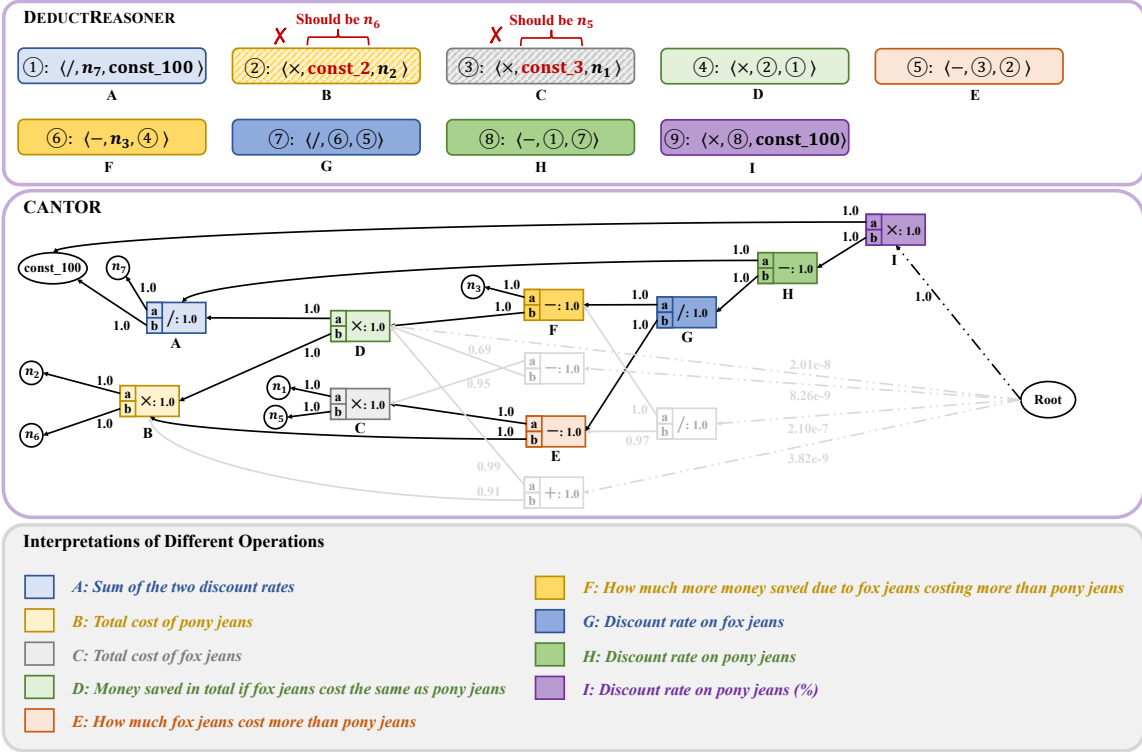 DEDUCTREASONER
✗ Should be n₆
✗ Should be n₅
①: ⟨/, n₇, const_100 ⟩
②: ⟨×, const_2, n₂ ⟩
③: ⟨×, const_3, n₁ ⟩
④: ⟨×, ②, ① ⟩
⑤: ⟨−, ③, ② ⟩
A
B
C
D
E
⑥: ⟨−, n₃, ④ ⟩
⑦: ⟨/, ⑥, ⑤⟩
⑧: ⟨−, ①, ⑦⟩
⑨: ⟨×, ⑧, const_100⟩
F
G
H
I
CANTOR
1.0
a
b
×: 1.0
1.0
I
1.0
a
b
−: 1.0
1.0
H
const_100
n₇
1.0
1.0
a
b
/: 1.0
A
n₃
1.0
1.0
a
b
−: 1.0
F
1.0
1.0
a
b
/: 1.0
G
1.0
1.0
1.0
a
b
×: 1.0
D
0.69
0.95
a
b
−: 1.0
2.01e-8
8.26e-9
2.10e-7
3.82e-9
Root
n₂
n₆
1.0
1.0
a
b
×: 1.0
B
n₁
n₅
1.0
1.0
a
b
×: 1.0
C
1.0
1.0
a
b
−: 1.0
E
1.0
0.97
a
b
/: 1.0
0.99
0.91
a
b
+: 1.0
Interpretations of Different Operations
A: Sum of the two discount rates
B: Total cost of pony jeans
C: Total cost of fox jeans
D: Money saved in total if fox jeans cost the same as pony jeans
E: How much fox jeans cost more than pony jeans
F: How much more money saved due to fox jeans costing more than pony jeans
G: Discount rate on fox jeans
H: Discount rate on pony jeans
I: Discount rate on pony jeans (%)